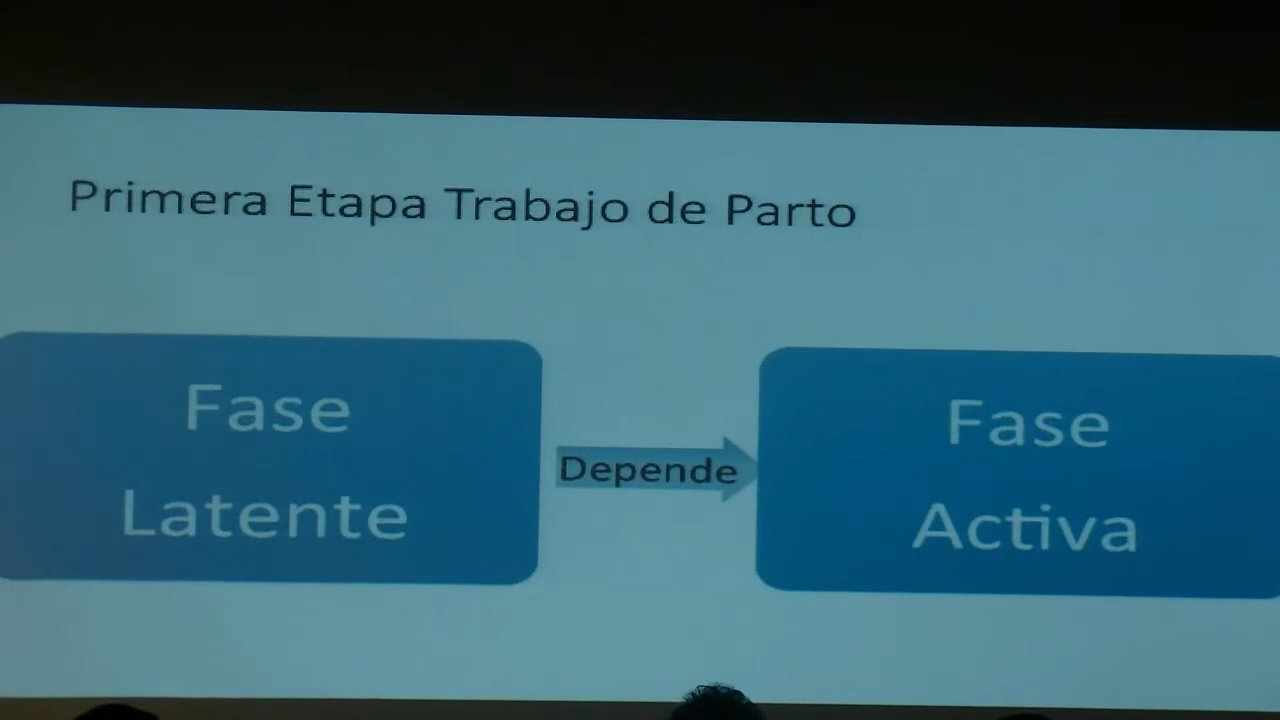 Primera Etapa Trabajo de Parto
Fase
Latente
Depende
Fase
Activa